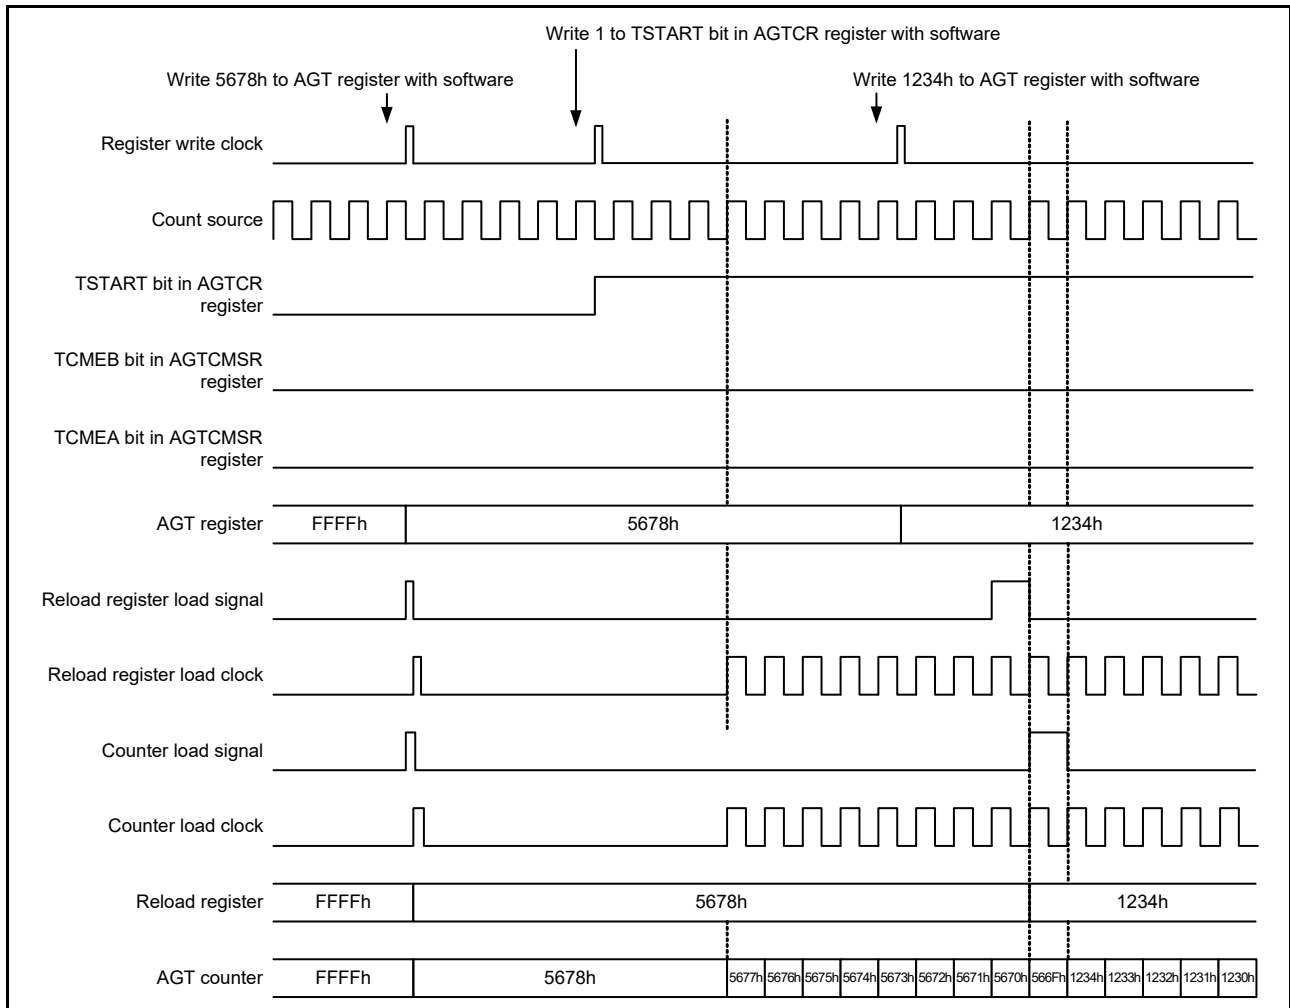 Write 1 to TSTART bit in AGTCR register with software
Write 5678h to AGT register with software
Write 1234h to AGT register with software
Register write clock
Count source
TSTART bit in AGTCR
register
TCMEB bit in AGTCMSR
register
TCMEA bit in AGTCMSR
register
AGT register FFFFh 5678h 1234h
Reload register load signal
Reload register load clock
Counter load signal
Counter load clock
Reload register FFFFh 5678h 1234h
AGT counter FFFFh 5678h 5677h 5676h 5675h 5674h 5673h 5672h 5671h 5670h 566Fh 1234h 1233h 1232h 1231h 1230h